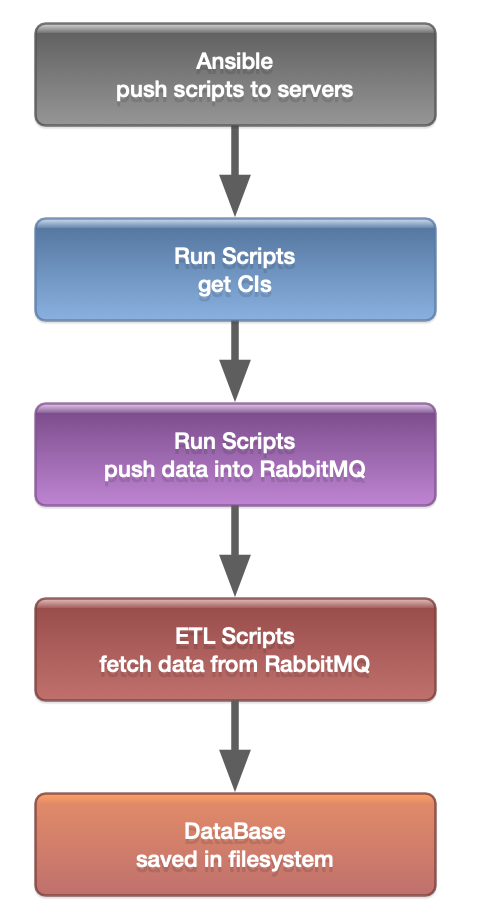 Ansible
push scripts to servers
Run Scripts
get CIs
Run Scripts
push data into RabbitMQ
ETL Scripts
fetch data from RabbitMQ
DataBase
saved in filesystem